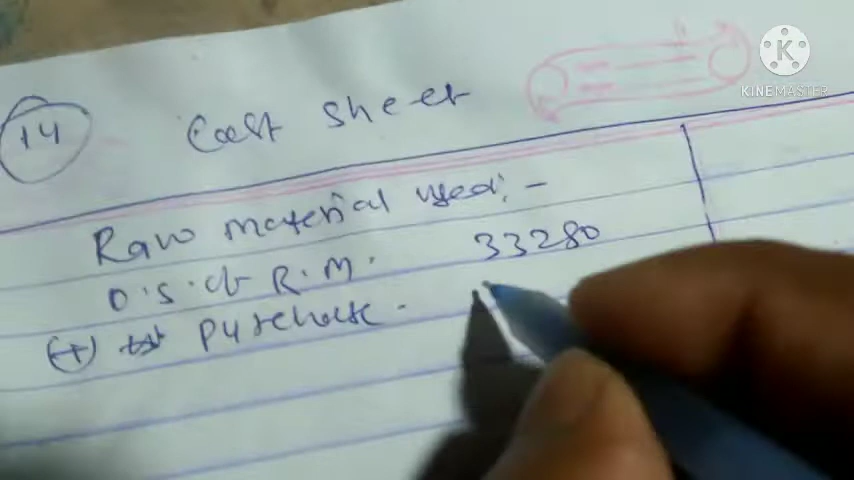 KINEMASTER
14
Cost sheet
Raw material used :-
O.S. of R.M. 33280
(+) purchase.